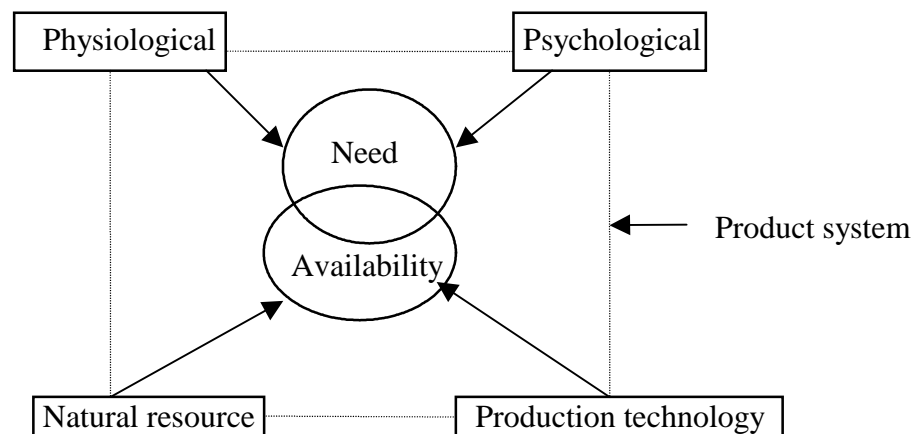 Physiological
Psychological
Need
Product system
Availability
Natural resource
Production technology